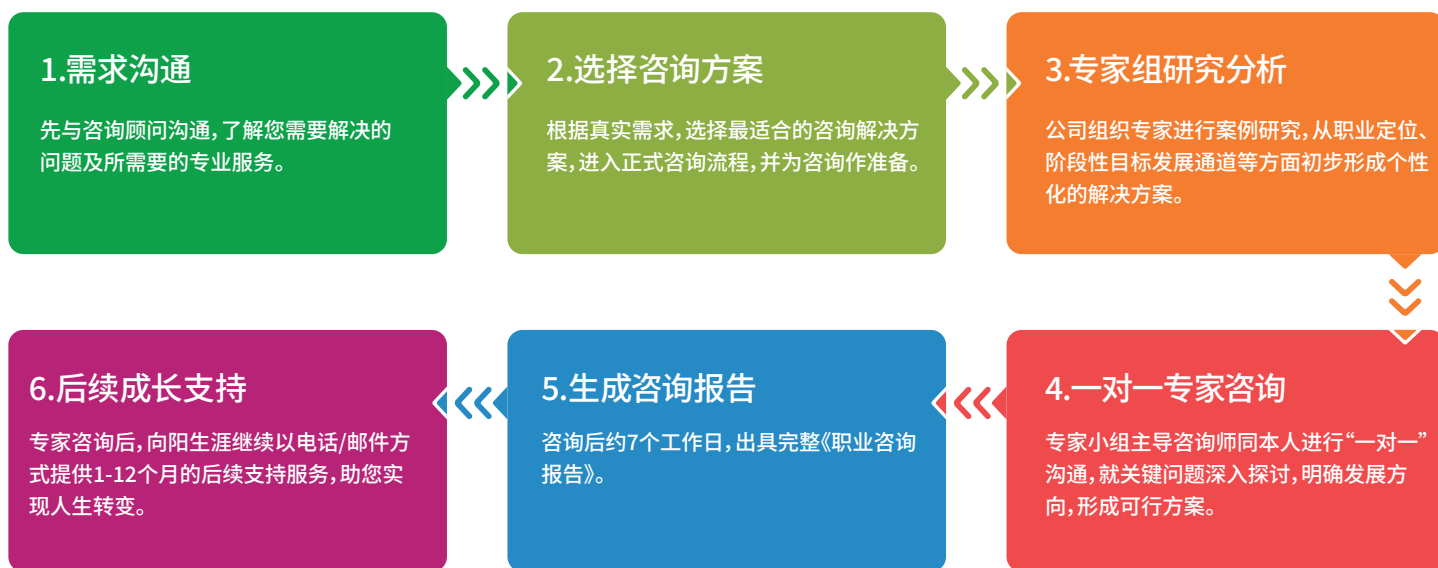 1.需求沟通
先与咨询顾问沟通，了解您需要解决的
问题及所需要的专业服务。
2.选择咨询方案
根据真实需求，选择最适合的咨询解决方
案，进入正式咨询流程，并为咨询作准备。
3.专家组研究分析
公司组织专家进行案例研究，从职业定位、
阶段性目标发展通道等方面初步形成个性
化的解决方案。
4.一对一专家咨询
专家小组主导咨询师同本人进行“一对一”
沟通，就关键问题深入探讨，明确发展方
向，形成可行方案。
5.生成咨询报告
咨询后约7个工作日，出具完整《职业咨询
报告》。
6.后续成长支持
专家咨询后，向阳生涯继续以电话/邮件方
式提供1-12个月的后续支持服务，助您实
现人生转变。